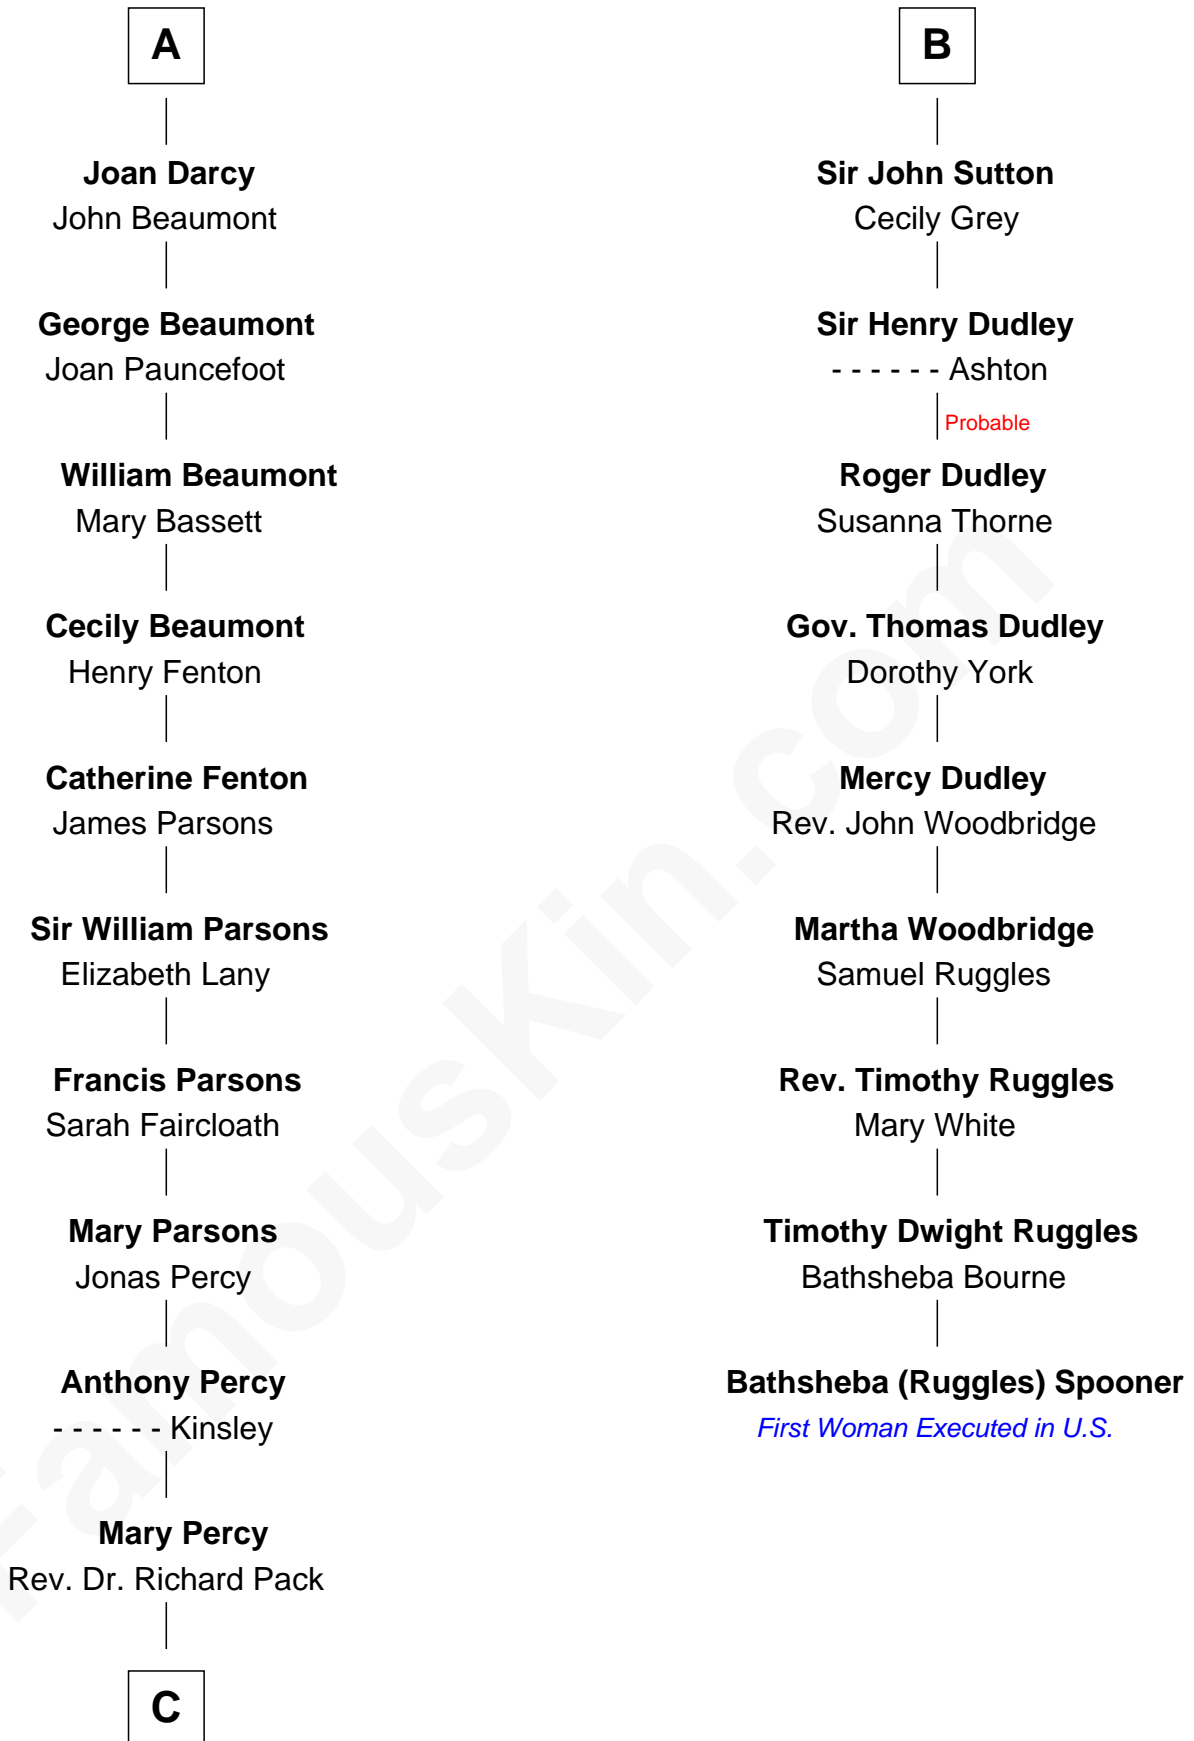 A
Joan Darcy
John Beaumont
George Beaumont
Joan Pauncefoot
William Beaumont
Mary Bassett
Cecily Beaumont
Henry Fenton
Catherine Fenton
James Parsons
Sir William Parsons
Elizabeth Lany
Francis Parsons
Sarah Faircloath
Mary Parsons
Jonas Percy
Anthony Percy
- - - - - - Kinsley
Mary Percy
Rev. Dr. Richard Pack
C
B
Sir John Sutton
Cecily Grey
Sir Henry Dudley
- - - - - - Ashton
Probable
Roger Dudley
Susanna Thorne
Gov. Thomas Dudley
Dorothy York
Mercy Dudley
Rev. John Woodbridge
Martha Woodbridge
Samuel Ruggles
Rev. Timothy Ruggles
Mary White
Timothy Dwight Ruggles
Bathsheba Bourne
Bathsheba (Ruggles) Spooner
First Woman Executed in U.S.
FamousKin.com